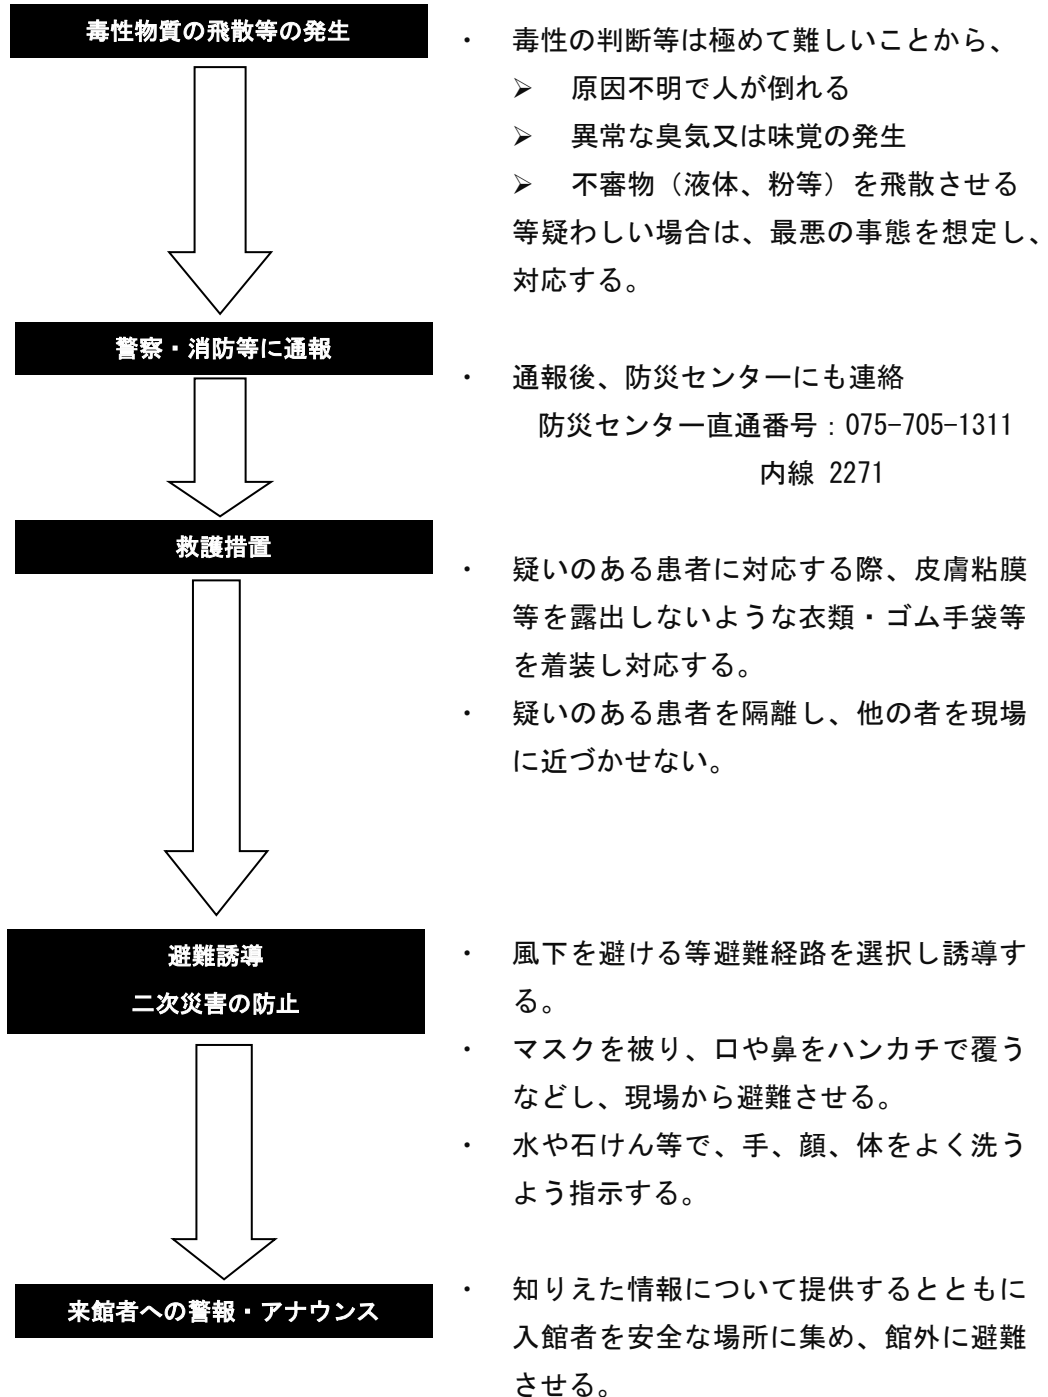 毒性物質の飛散等の発生
・ 毒性の判断等は極めて難しいことから、
➢ 原因不明で人が倒れる
➢ 異常な臭気又は味覚の発生
➢ 不審物（液体、粉等）を飛散させる
等疑わしい場合は、最悪の事態を想定し、
対応する。
警察・消防等に通報
・ 通報後、防災センターにも連絡
防災センター直通番号：075-705-1311
内線 2271
救護措置
・ 疑いのある患者に対応する際、皮膚粘膜
等を露出しないような衣類・ゴム手袋等
を着装し対応する。
・ 疑いのある患者を隔離し、他の者を現場
に近づかせない。
避難誘導
二次災害の防止
・ 風下を避ける等避難経路を選択し誘導す
る。
・ マスクを被り、口や鼻をハンカチで覆う
などし、現場から避難させる。
・ 水や石けん等で、手、顔、体をよく洗う
よう指示する。
来館者への警報・アナウンス
・ 知りえた情報について提供するとともに
入館者を安全な場所に集め、館外に避難
させる。